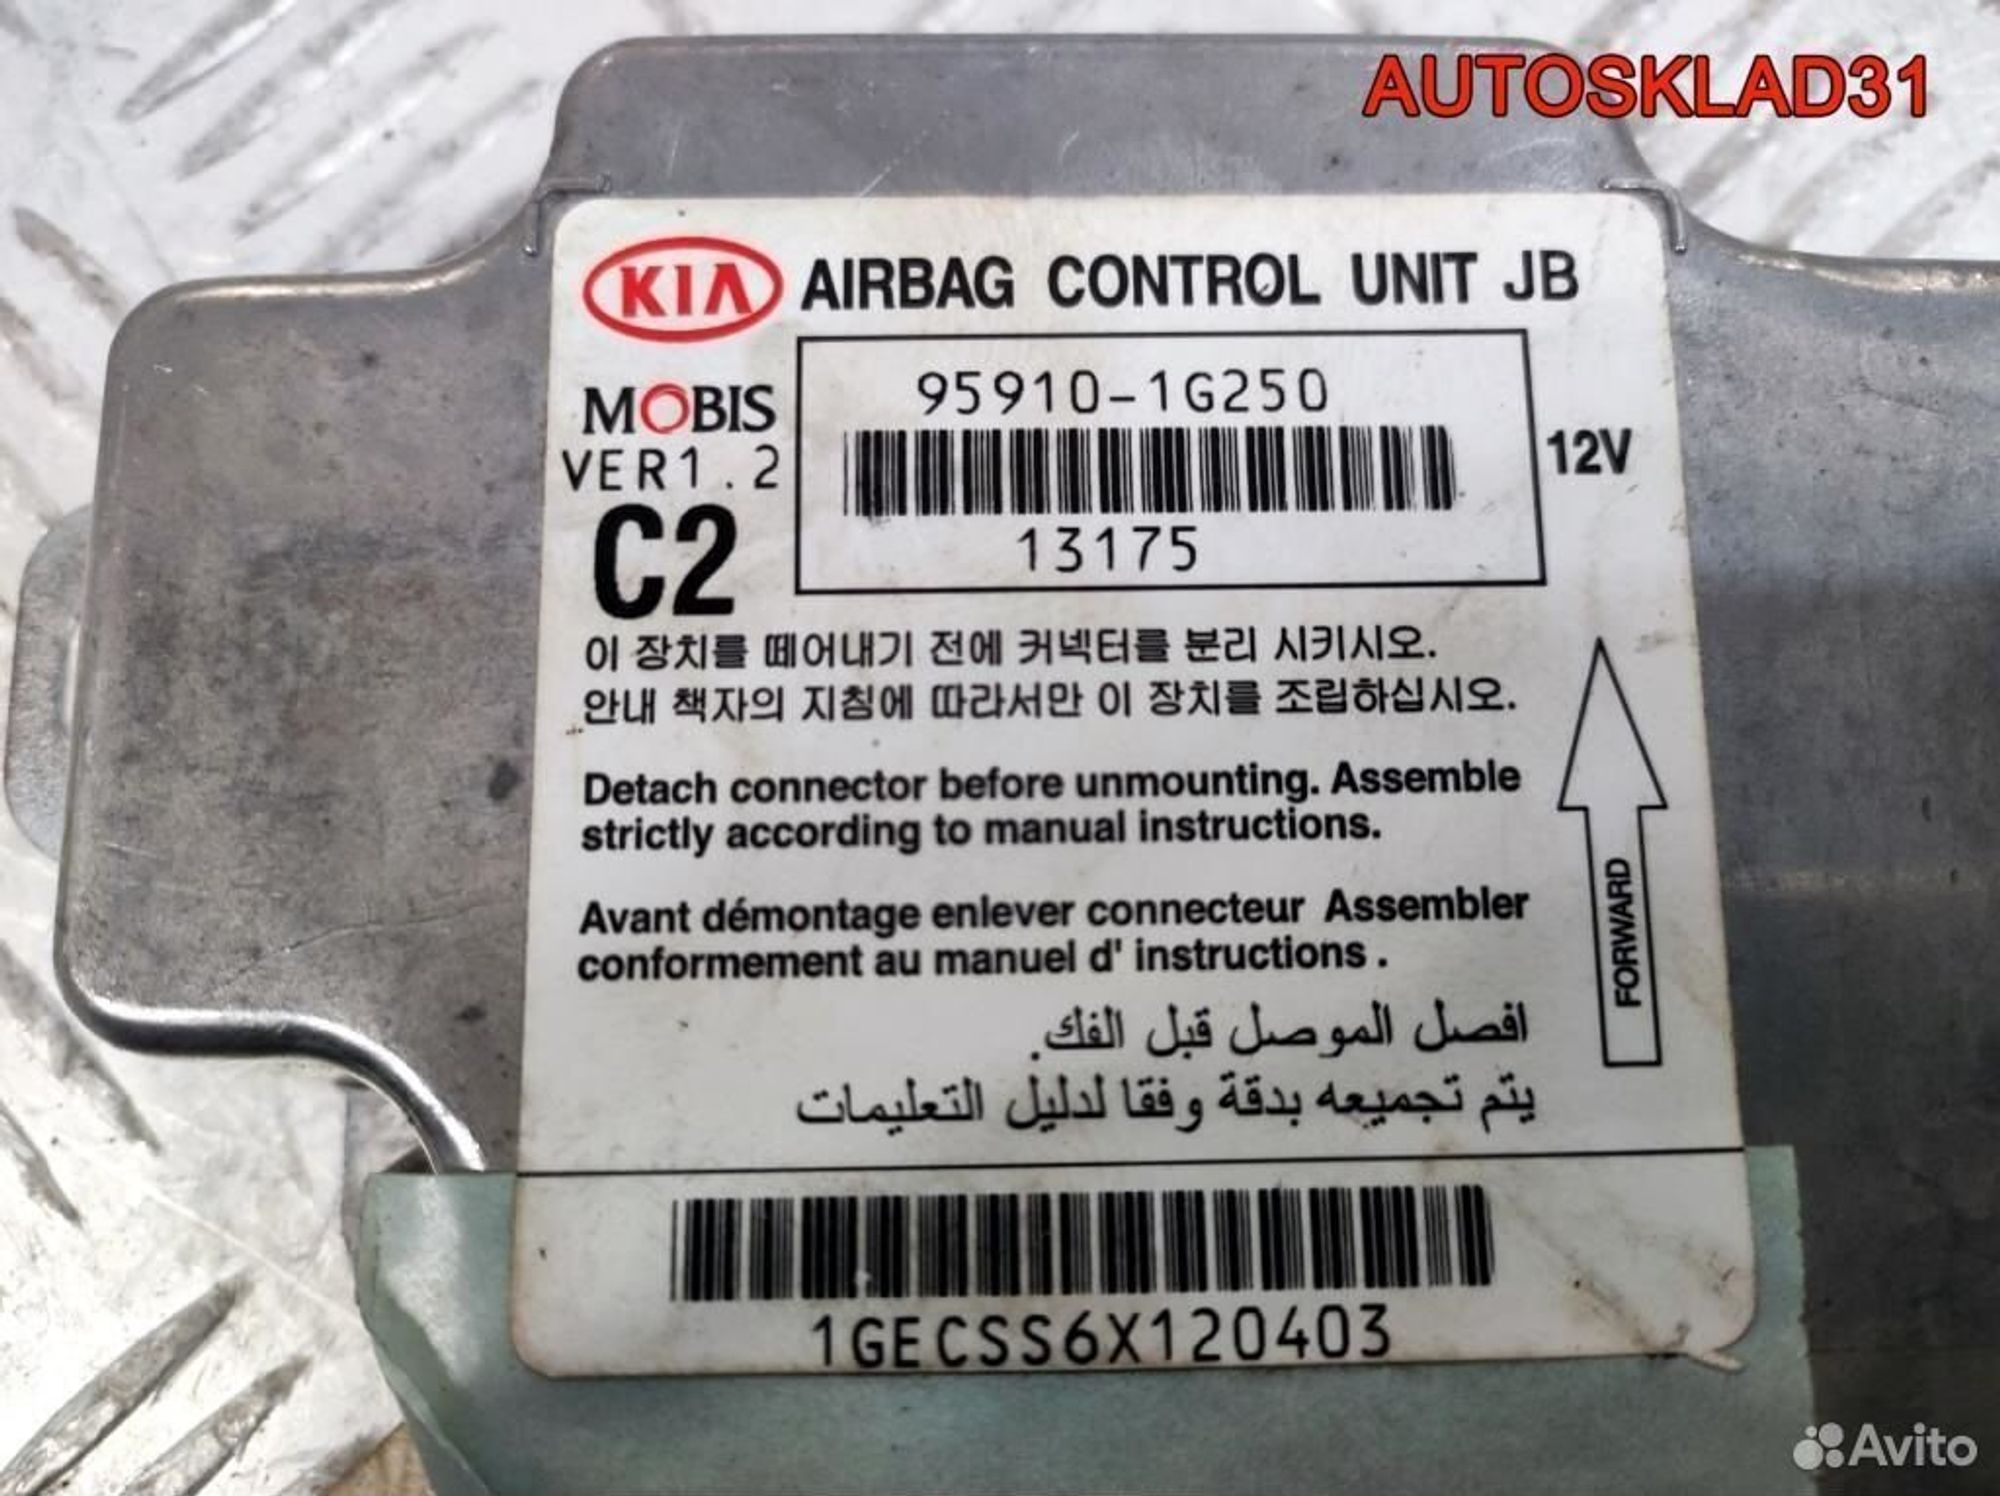 AUTOSKLAD31
KIA AIRBAG CONTROL UNIT JB
MOBIS
VER1.2
C2
95910-1G250
13175
12V
이 장치를 떼어내기 전에 커넥터를 분리 시키시오.
안내 책자의 지침에 따라서만 이 장치를 조립하십시오.
Detach connector before unmounting. Assemble
strictly according to manual instructions.
Avant démontage enlever connecteur Assembler
conformement au manuel d' instructions .
افصل الموصل قبل الفك.
يتم تجميعه بدقة وفقا لدليل التعليمات
FORWARD
1GECSS6X120403
Avito